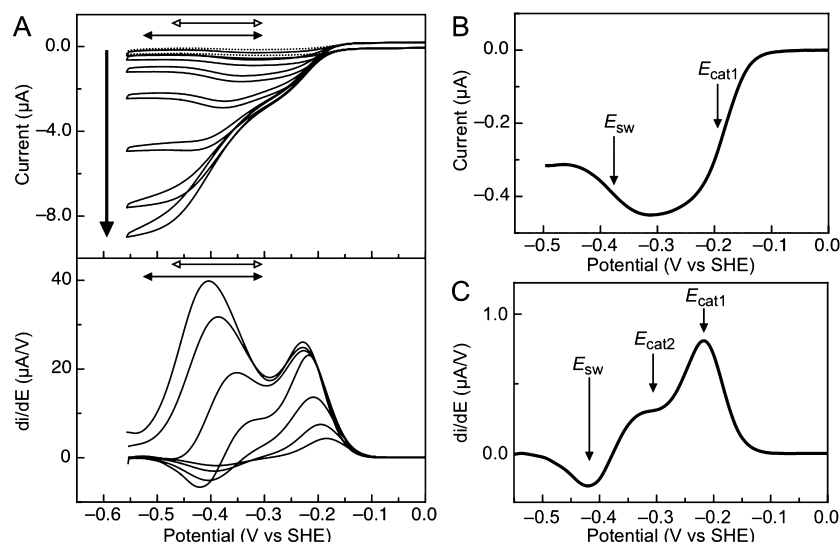 A
0.0
−4.0
−8.0
Current (µA)
40
20
0
di/dE (µA/V)
−0.6 −0.5 −0.4 −0.3 −0.2 −0.1 0.0
Potential (V vs SHE)
B
0.0
−0.2
−0.4
Current (µA)
Ecat1
Esw
−0.5 −0.4 −0.3 −0.2 −0.1 0.0
Potential (V vs SHE)
C
1.0
0.0
di/dE (µA/V)
Ecat1
Ecat2
Esw
−0.5 −0.4 −0.3 −0.2 −0.1 0.0
Potential (V vs SHE)